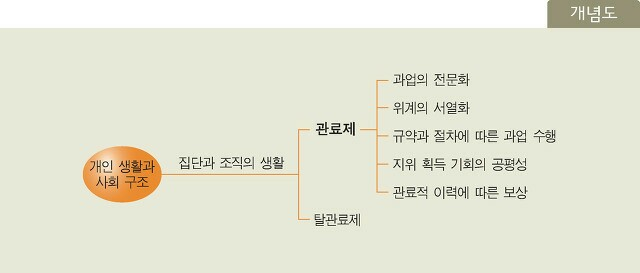 개념도
과업의 전문화
위계의 서열화
관료제
규약과 절차에 따른 과업 수행
집단과 조직의 생활
지위 획득 기회의 공평성
개인 생활과
사회 구조
관료적 이력에 따른 보상
탈관료제